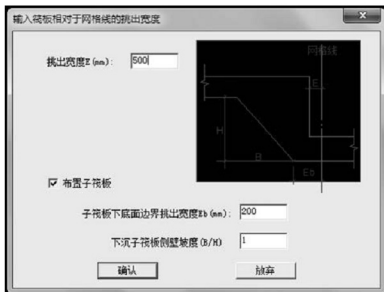 输入筏板相对于网格线的挑出宽度
挑出宽度E(mm): 500
网格线
E
H
B
Eb
布置子筏板
子筏板下底面边界挑出宽度Eb(mm): 200
下沉子筏板侧壁坡度(B/H) 1
确认 放弃